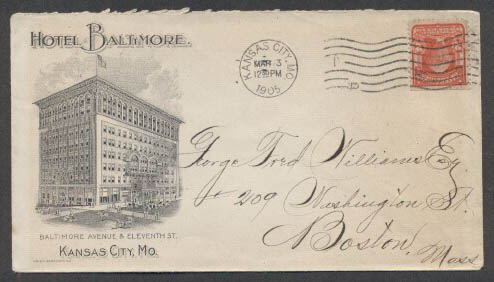 HOTEL BALTIMORE.
KANSAS CITY, MO.
MAR 3
12 PM
1905
George Fred Williams Esq
209 Washington St.
Boston,
Mass
BALTIMORE AVENUE & ELEVENTH ST.
KANSAS CITY, MO.